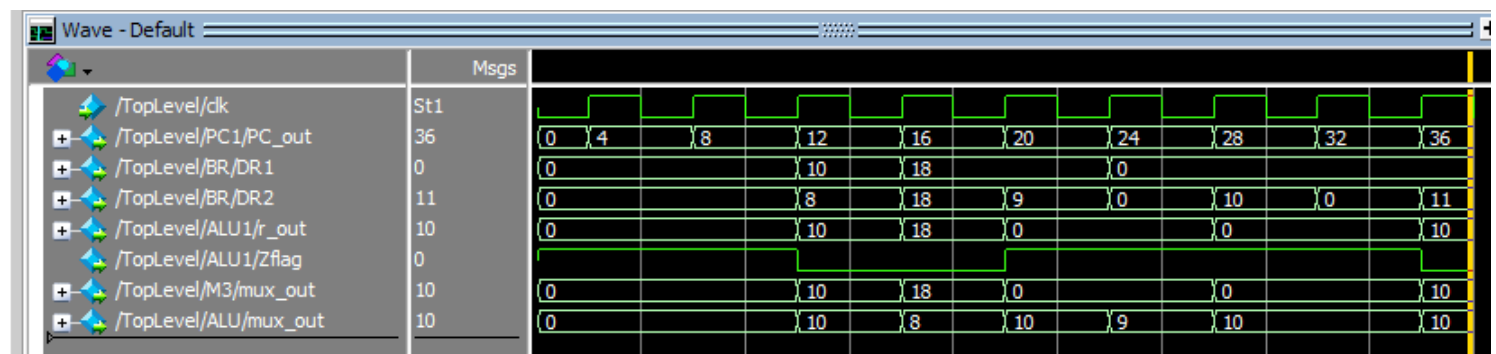 Wave - Default
Msgs
/TopLevel/clk St1
/TopLevel/PC1/PC_out 36 0 4 8 12 16 20 24 28 32 36
/TopLevel/BR/DR1 0 0 10 18 0
/TopLevel/BR/DR2 11 0 8 18 9 0 10 0 11
/TopLevel/ALU1/r_out 10 0 10 18 0 0 10
/TopLevel/ALU1/Zflag 0
/TopLevel/M3/mux_out 10 0 10 18 0 0 10
/TopLevel/ALU/mux_out 10 0 10 8 10 9 10 10